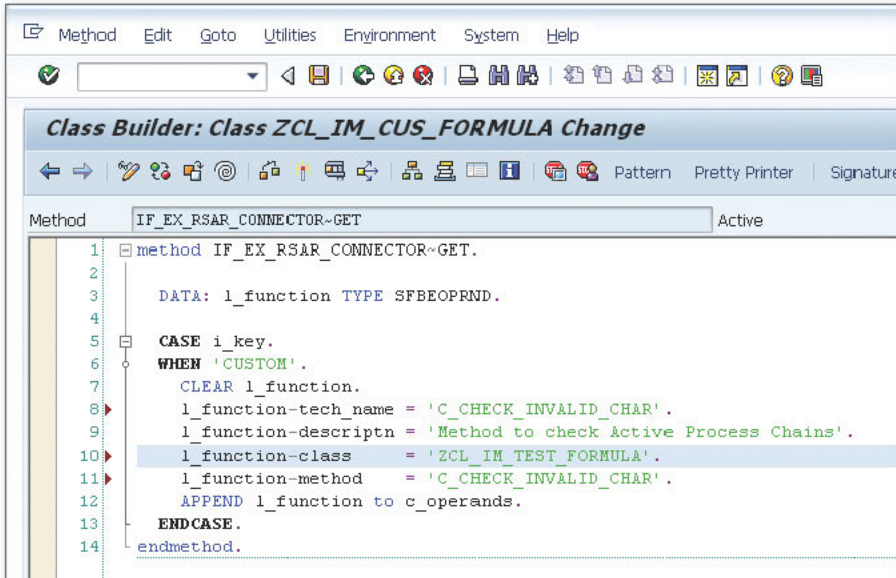 Method Edit Goto Utilities Environment System Help
Class Builder: Class ZCL_IM_CUS_FORMULA Change
Pattern Pretty Printer Signature
Method IF_EX_RSAR_CONNECTOR~GET Active
1 method IF_EX_RSAR_CONNECTOR~GET.
2
3 DATA: l_function TYPE SFBEOPRND.
4
5 CASE i_key.
6 WHEN 'CUSTOM'.
7 CLEAR l_function.
8 l_function-tech_name = 'C_CHECK_INVALID_CHAR'.
9 l_function-descriptn = 'Method to check Active Process Chains'.
10 l_function-class = 'ZCL_IM_TEST_FORMULA'.
11 l_function-method = 'C_CHECK_INVALID_CHAR'.
12 APPEND l_function to c_operands.
13 ENDCASE.
14 endmethod.